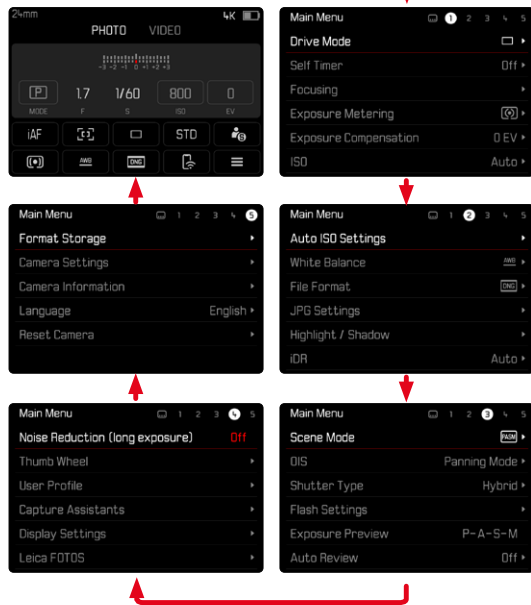 24mm 4K
PHOTO VIDEO
-3 -2 -1 0 +1 +2 +3
P 1.7 1/60 800 0
MODE F S ISO EV
iAF STD
AWB DNG
Main Menu 1 2 3 4 5
Drive Mode
Self Timer Off
Focusing
Exposure Metering
Exposure Compensation 0 EV
ISO Auto
Main Menu 1 2 3 4 5
Format Storage
Camera Settings
Camera Information
Language English
Reset Camera
Main Menu 1 2 3 4 5
Auto ISO Settings
White Balance AWB
File Format DNG
JPG Settings
Highlight / Shadow
iDR Auto
Main Menu 1 2 3 4 5
Noise Reduction (long exposure) Off
Thumb Wheel
User Profile
Capture Assistants
Display Settings
Leica FOTOS
Main Menu 1 2 3 4 5
Scene Mode PASM
OIS Panning Mode
Shutter Type Hybrid
Flash Settings
Exposure Preview P-A-S-M
Auto Review Off